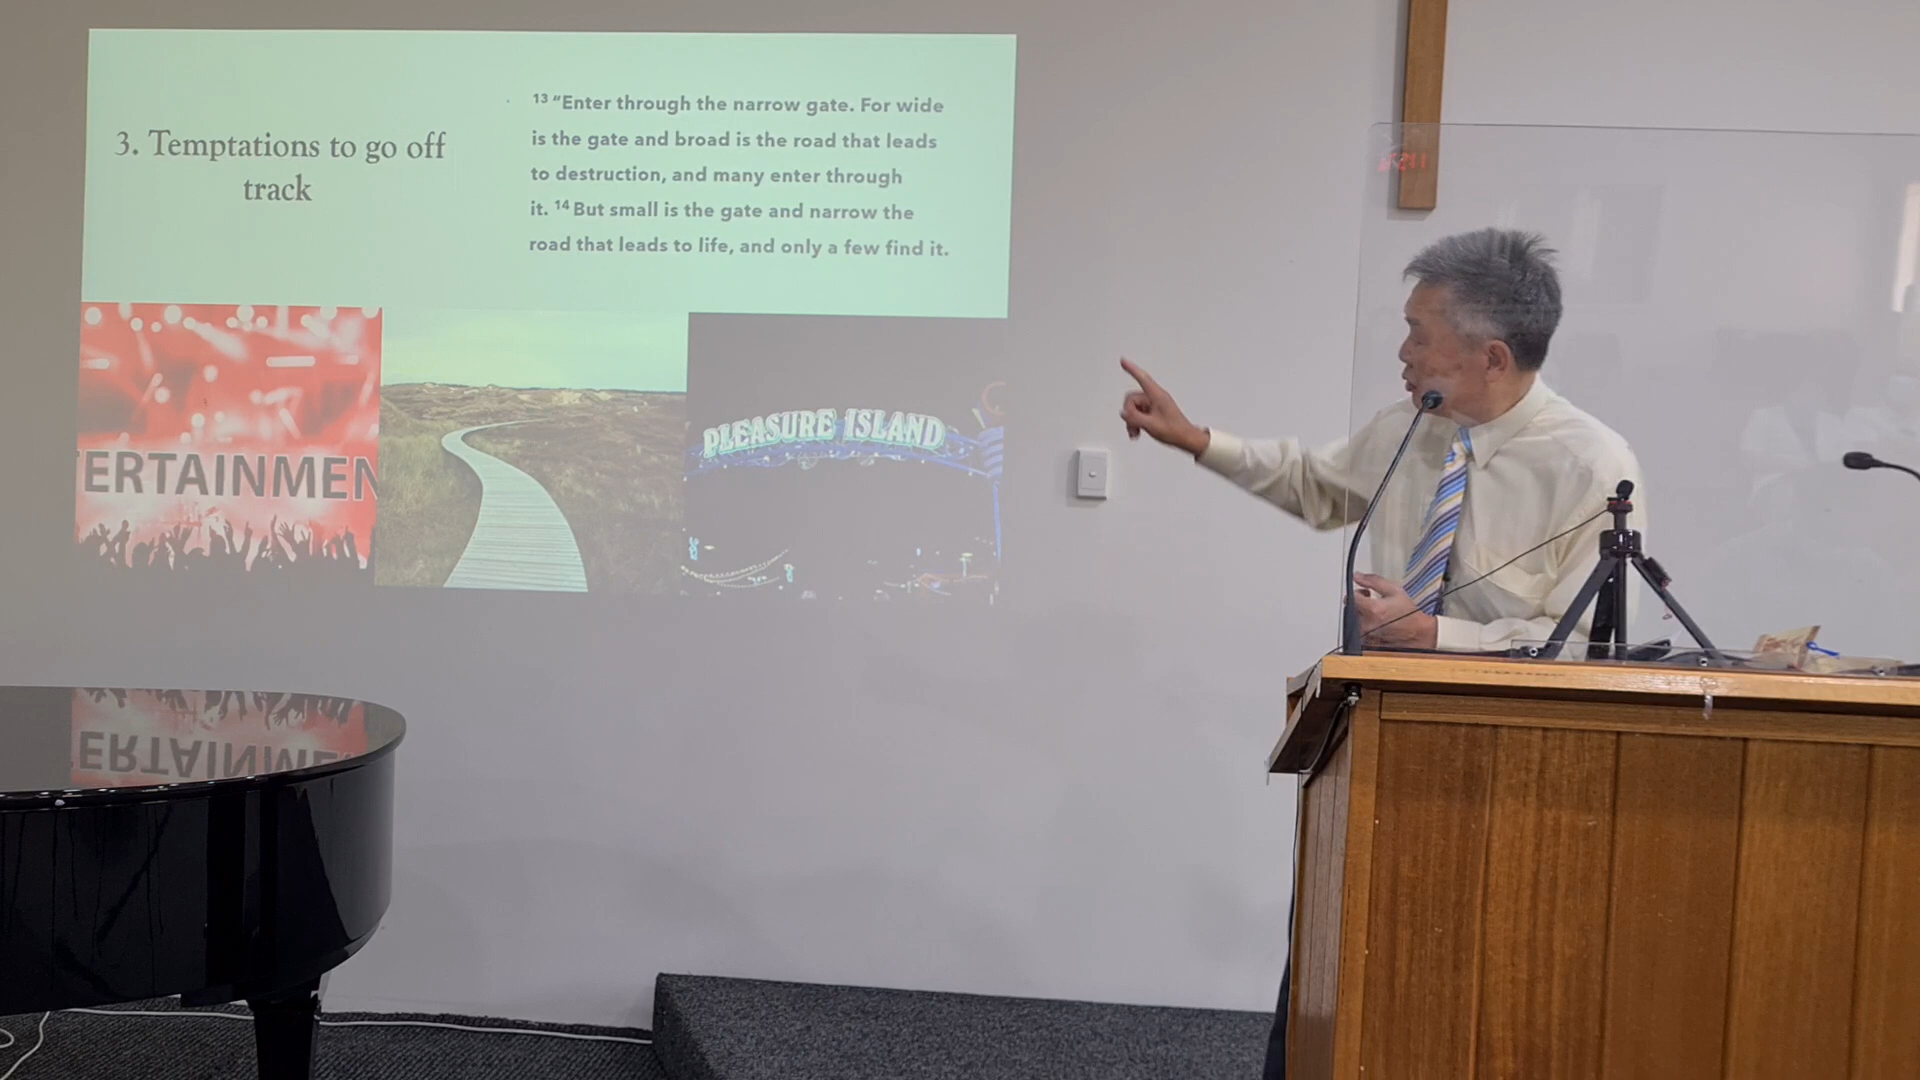 3. Temptations to go off
track
13 “Enter through the narrow gate. For wide
is the gate and broad is the road that leads
to destruction, and many enter through
it. 14 But small is the gate and narrow the
road that leads to life, and only a few find it.
TERTAINMEN
PLEASURE ISLAND